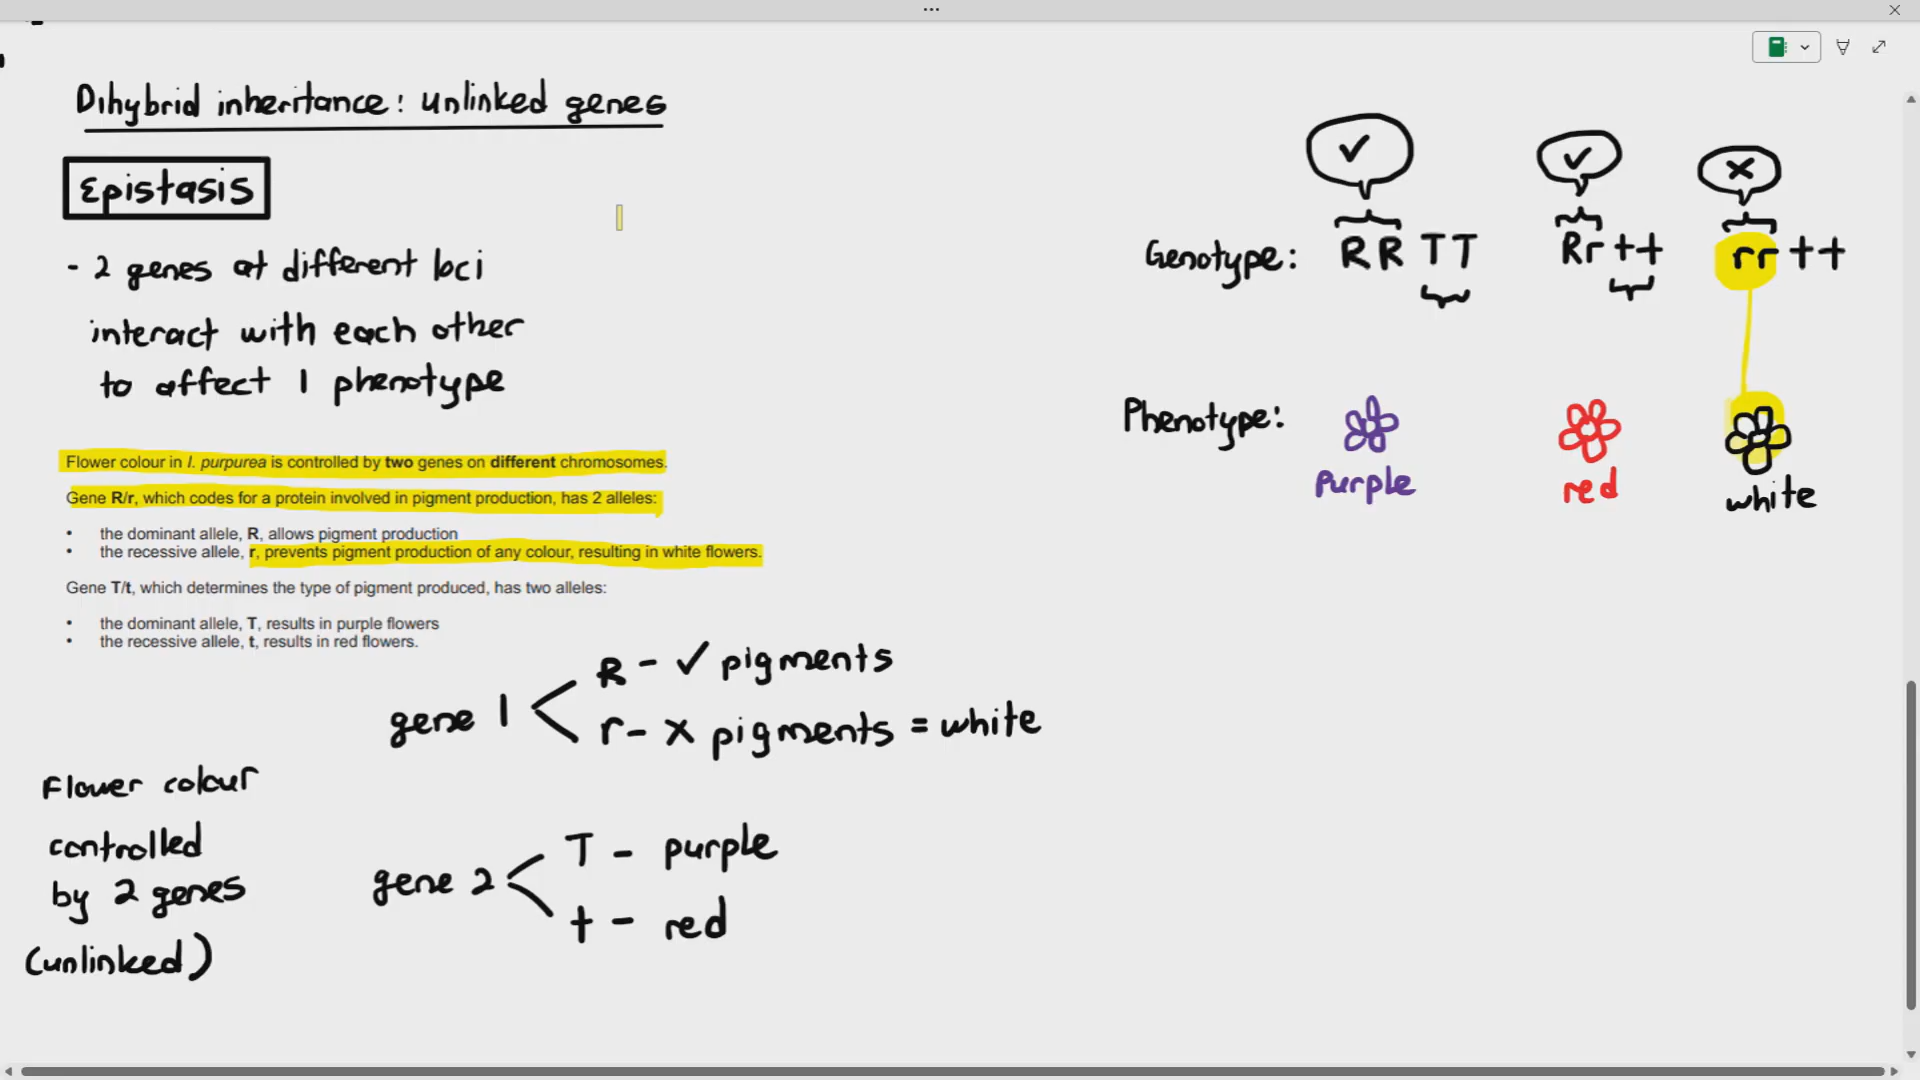 Dihybrid inheritance: unlinked genes
Epistasis
- 2 genes at different loci
interact with each other
to affect 1 phenotype
Flower colour in I. purpurea is controlled by two genes on different chromosomes.
Gene R/r, which codes for a protein involved in pigment production, has 2 alleles:
• the dominant allele, R, allows pigment production
• the recessive allele, r, prevents pigment production of any colour, resulting in white flowers.
Gene T/t, which determines the type of pigment produced, has two alleles:
• the dominant allele, T, results in purple flowers
• the recessive allele, t, results in red flowers.
gene 1
R - ✓ pigments
r - x pigments = white
Flower colour
controlled
by 2 genes
(unlinked)
gene 2
T - purple
t - red
✓ ✓ x
Genotype: RR TT Rr tt rr tt
Phenotype:
purple red white